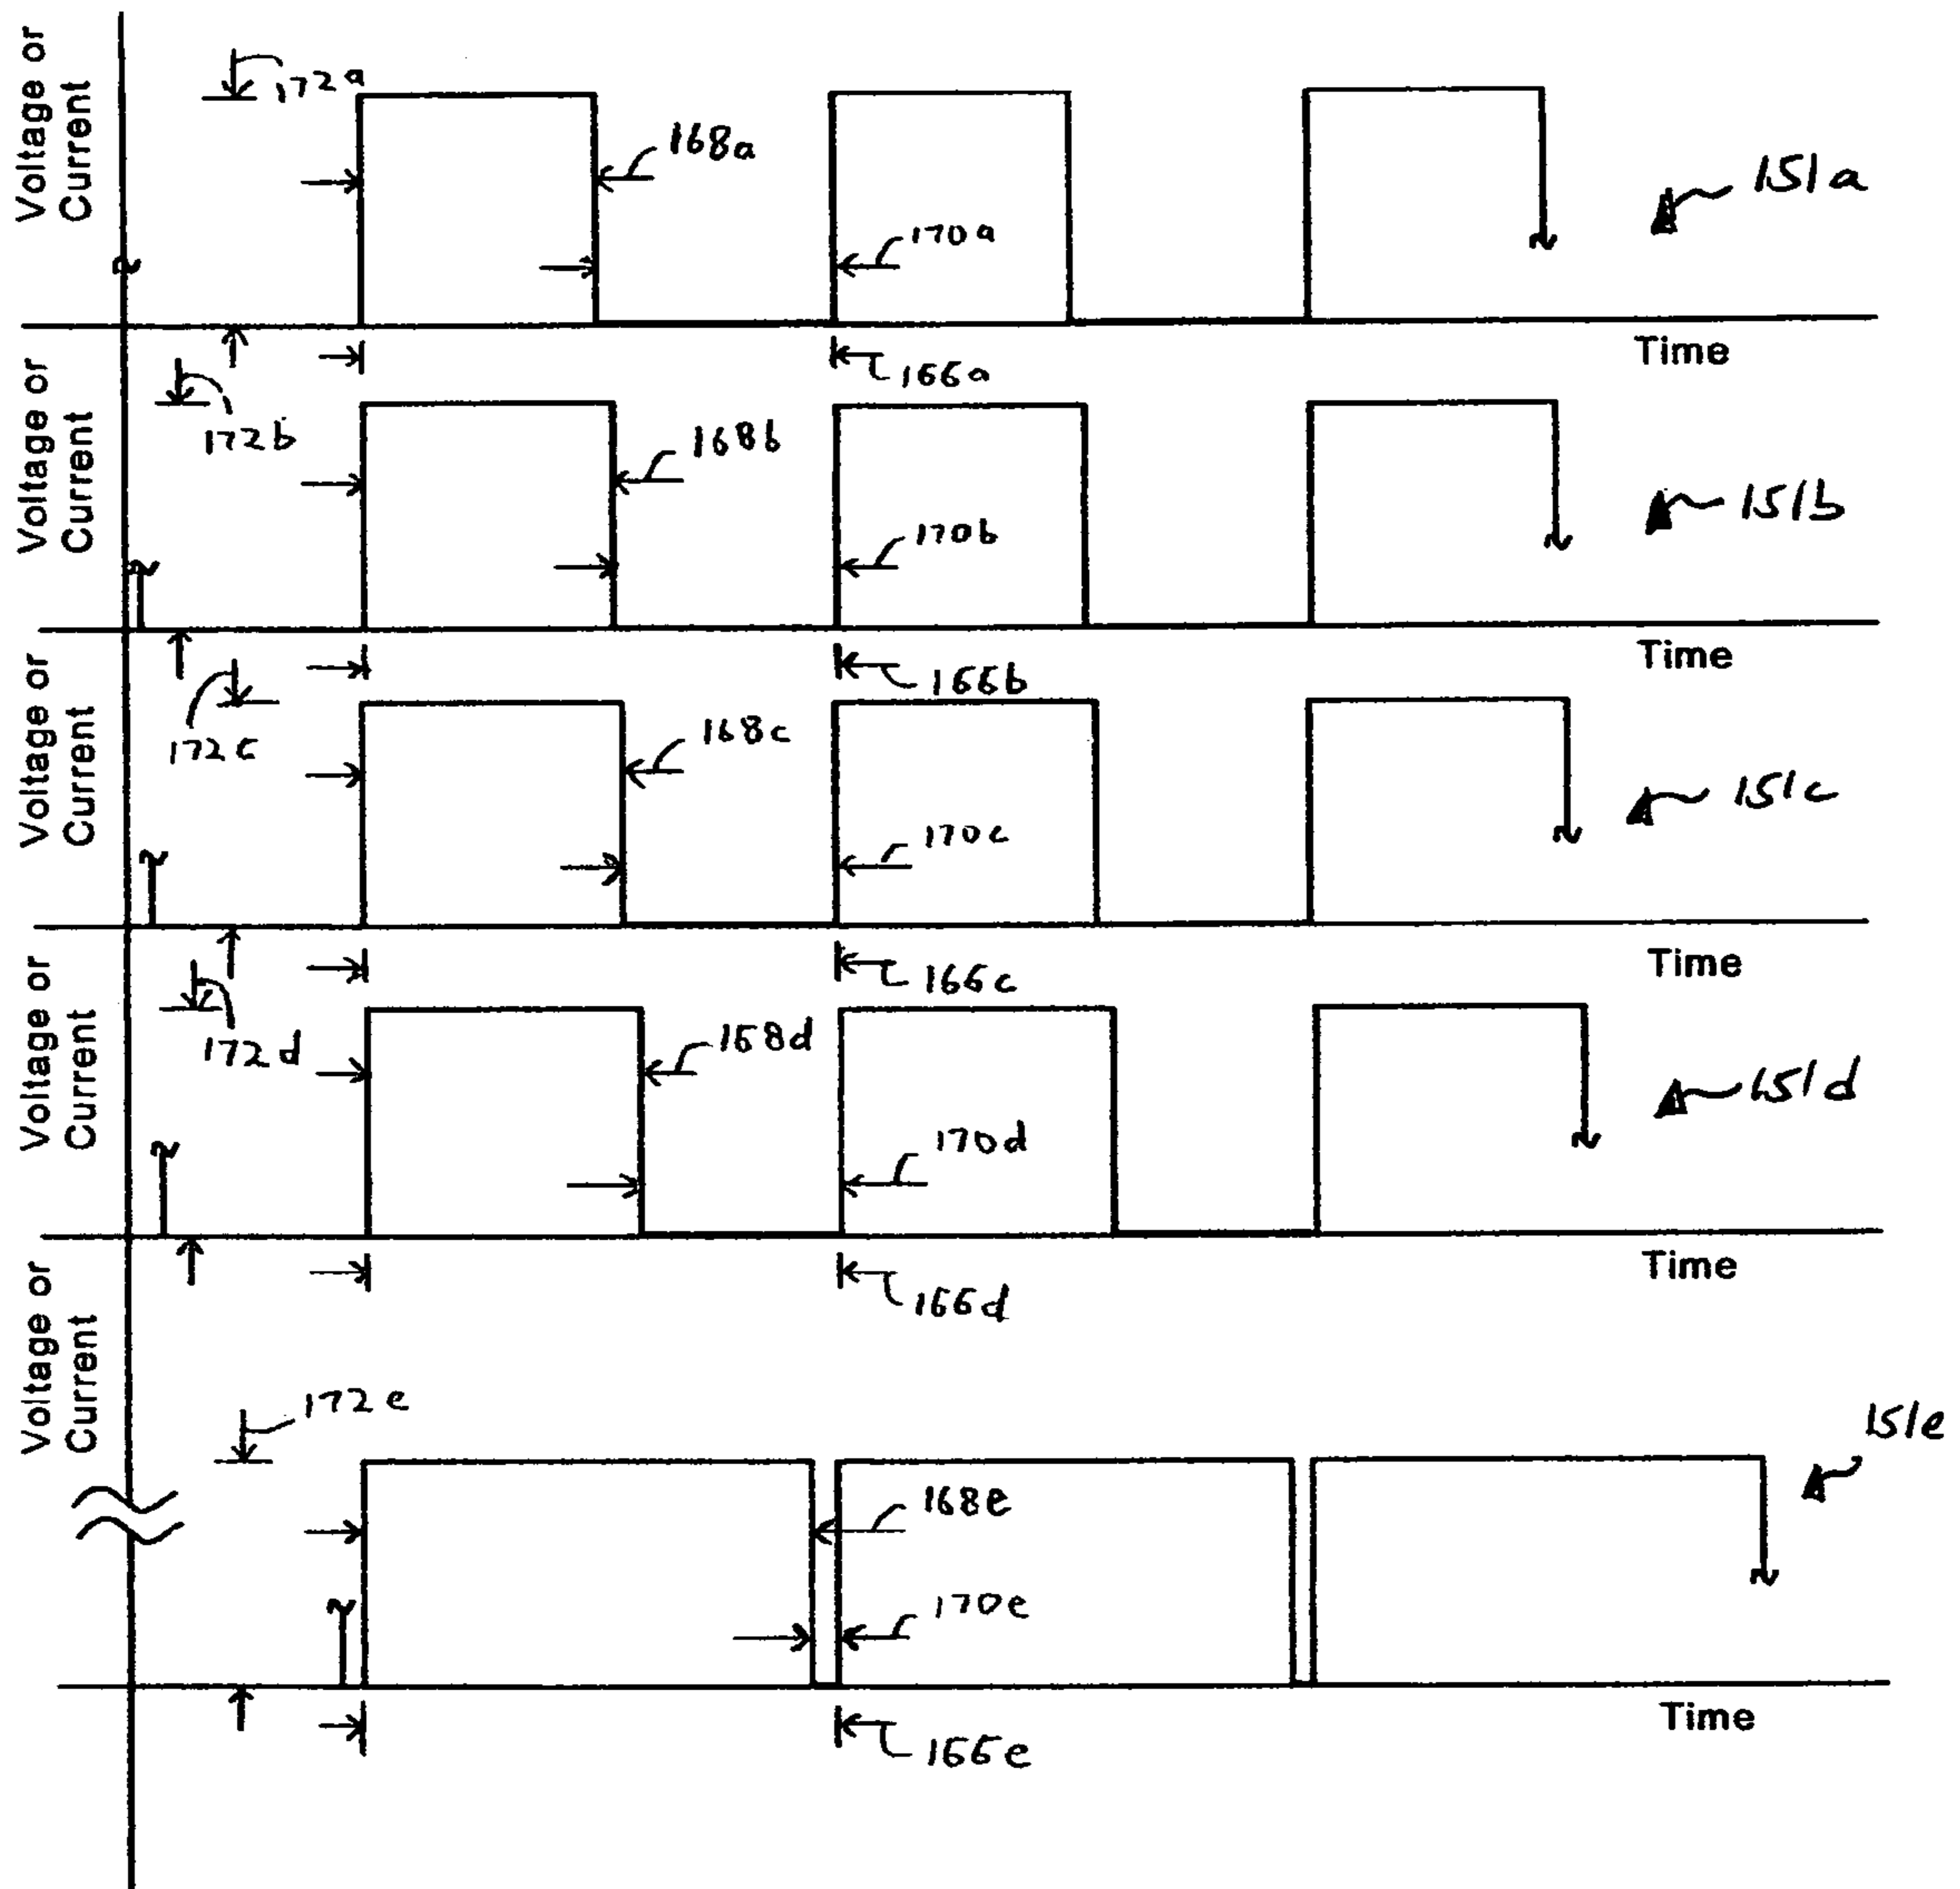 Voltage or
Current
172a
168a
170a
151a
166a
Time
Voltage or
Current
172b
168b
170b
151b
166b
Time
Voltage or
Current
172c
168c
170c
151c
166c
Time
Voltage or
Current
172d
168d
170d
151d
166d
Time
Voltage or
Current
172e
168e
170e
151e
166e
Time